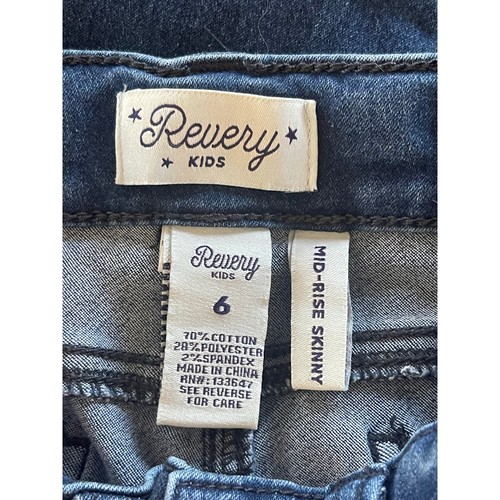 Revery
KIDS
Revery
KIDS
6
70% COTTON
28% POLYESTER
2% SPANDEX
MADE IN CHINA
RN#: 133647
SEE REVERSE
FOR CARE
MID-RISE SKINNY